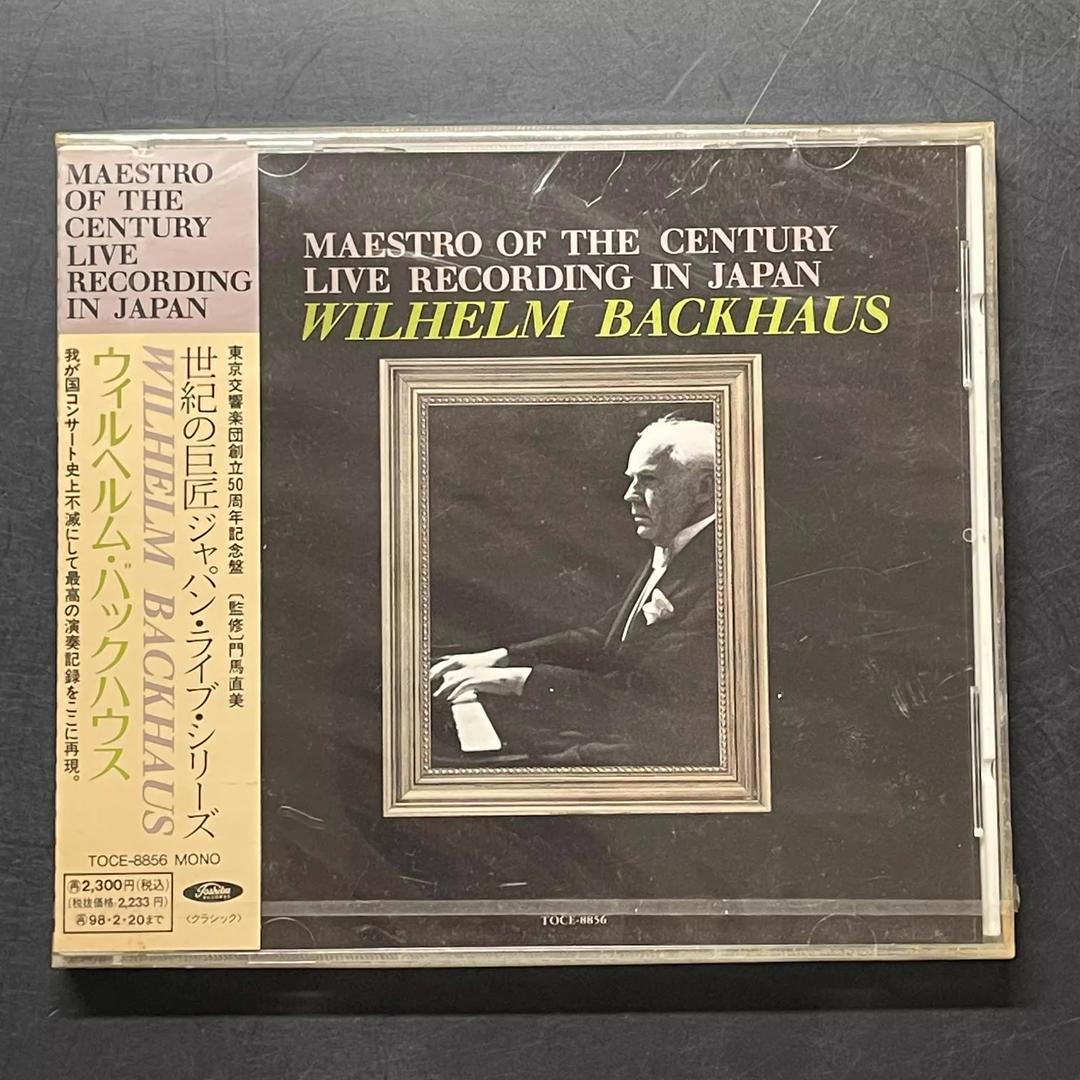 MAESTRO
OF THE
CENTURY
LIVE
RECORDING
IN JAPAN
東京交響楽団創立50周年記念盤 〔監修〕門馬直美
世紀の巨匠ジャパン・ライブ・シリーズ
WILHELM BACKHAUS
ウィルヘルム・バックハウス
我が国コンサート史上不滅にして最高の演奏記録をここに再現。
TOCE-8856 MONO
㊢2,300円(税込)
(税抜価格 2,233円)
㊢98・2・20まで
Toshiba
〈クラシック〉
MAESTRO OF THE CENTURY
LIVE RECORDING IN JAPAN
WILHELM BACKHAUS
TOCE-8856